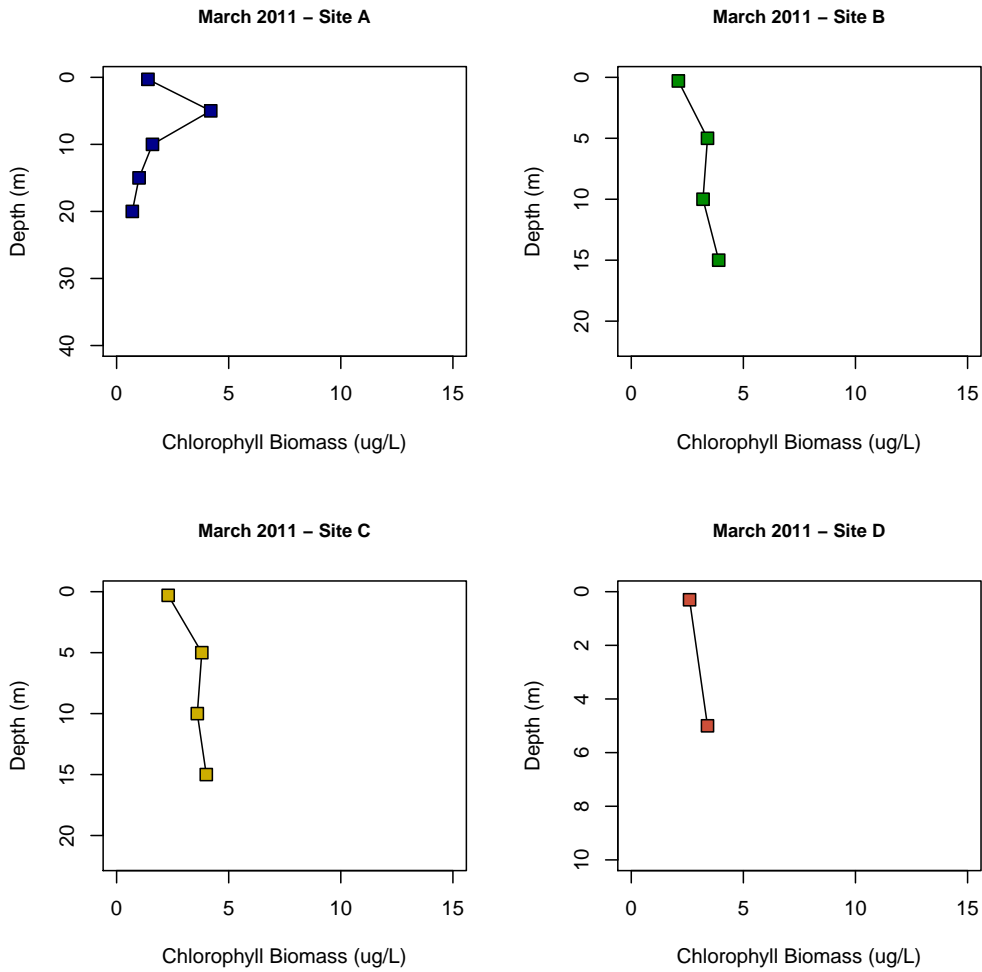 March 2011 – Site A
0
10
20
30
40
Depth (m)
0 5 10 15
Chlorophyll Biomass (ug/L)
March 2011 – Site B
0
5
10
15
20
Depth (m)
0 5 10 15
Chlorophyll Biomass (ug/L)
March 2011 – Site C
0
5
10
15
20
Depth (m)
0 5 10 15
Chlorophyll Biomass (ug/L)
March 2011 – Site D
0
2
4
6
8
10
Depth (m)
0 5 10 15
Chlorophyll Biomass (ug/L)